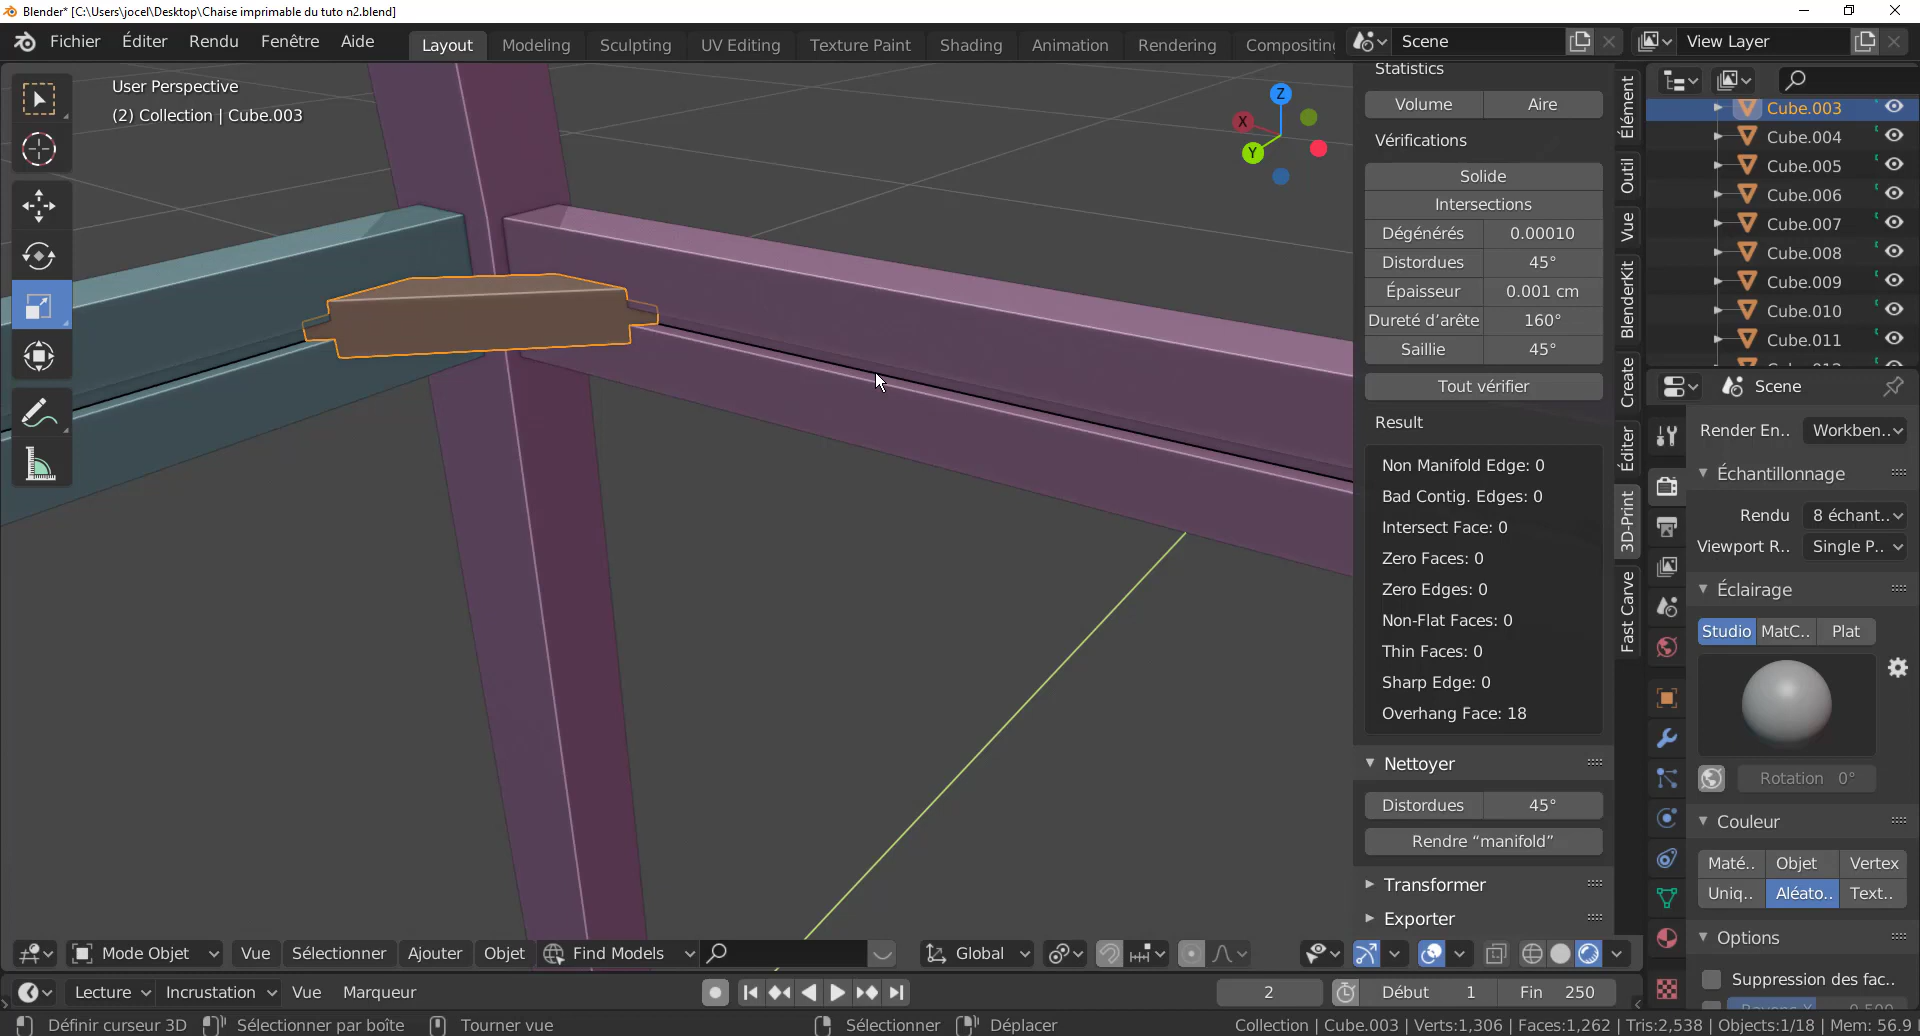 Blender* [C:\Users\jocel\Desktop\Chaise imprimable du tuto n2.blend]
Fichier Éditer Rendu Fenêtre Aide Layout Modeling Sculpting UV Editing Texture Paint Shading Animation Rendering Compositing Scene View Layer
User Perspective
(2) Collection | Cube.003
Z
X
Y
Statistics
Volume Aire
Vérifications
Solide
Intersections
Dégénérés 0.00010
Distordues 45°
Épaisseur 0.001 cm
Dureté d’arête 160°
Saillie 45°
Tout vérifier
Result
Non Manifold Edge: 0
Bad Contig. Edges: 0
Intersect Face: 0
Zero Faces: 0
Zero Edges: 0
Non-Flat Faces: 0
Thin Faces: 0
Sharp Edge: 0
Overhang Face: 18
Nettoyer
Distordues 45°
Rendre “manifold”
Transformer
Exporter
Élément
Outil
Vue
BlenderKit
Create
Éditer
3D-Print
Fast Carve
Cube.003
Cube.004
Cube.005
Cube.006
Cube.007
Cube.008
Cube.009
Cube.010
Cube.011
Scene
Render En.. Workben..
Échantillonnage
Rendu 8 échant..
Viewport R.. Single P..
Éclairage
Studio MatC.. Plat
Rotation 0°
Couleur
Maté.. Objet Vertex
Uniq.. Aléato.. Text..
Options
Suppression des fac..
Mode Objet Vue Sélectionner Ajouter Objet Find Models Global
Lecture Incrustation Vue Marqueur 2 Début 1 Fin 250
Définir curseur 3D Sélectionner par boîte Tourner vue Sélectionner Déplacer Collection | Cube.003 | Verts:1,306 | Faces:1,262 | Tris:2,538 | Objects:1/18 | Mem: 56.9